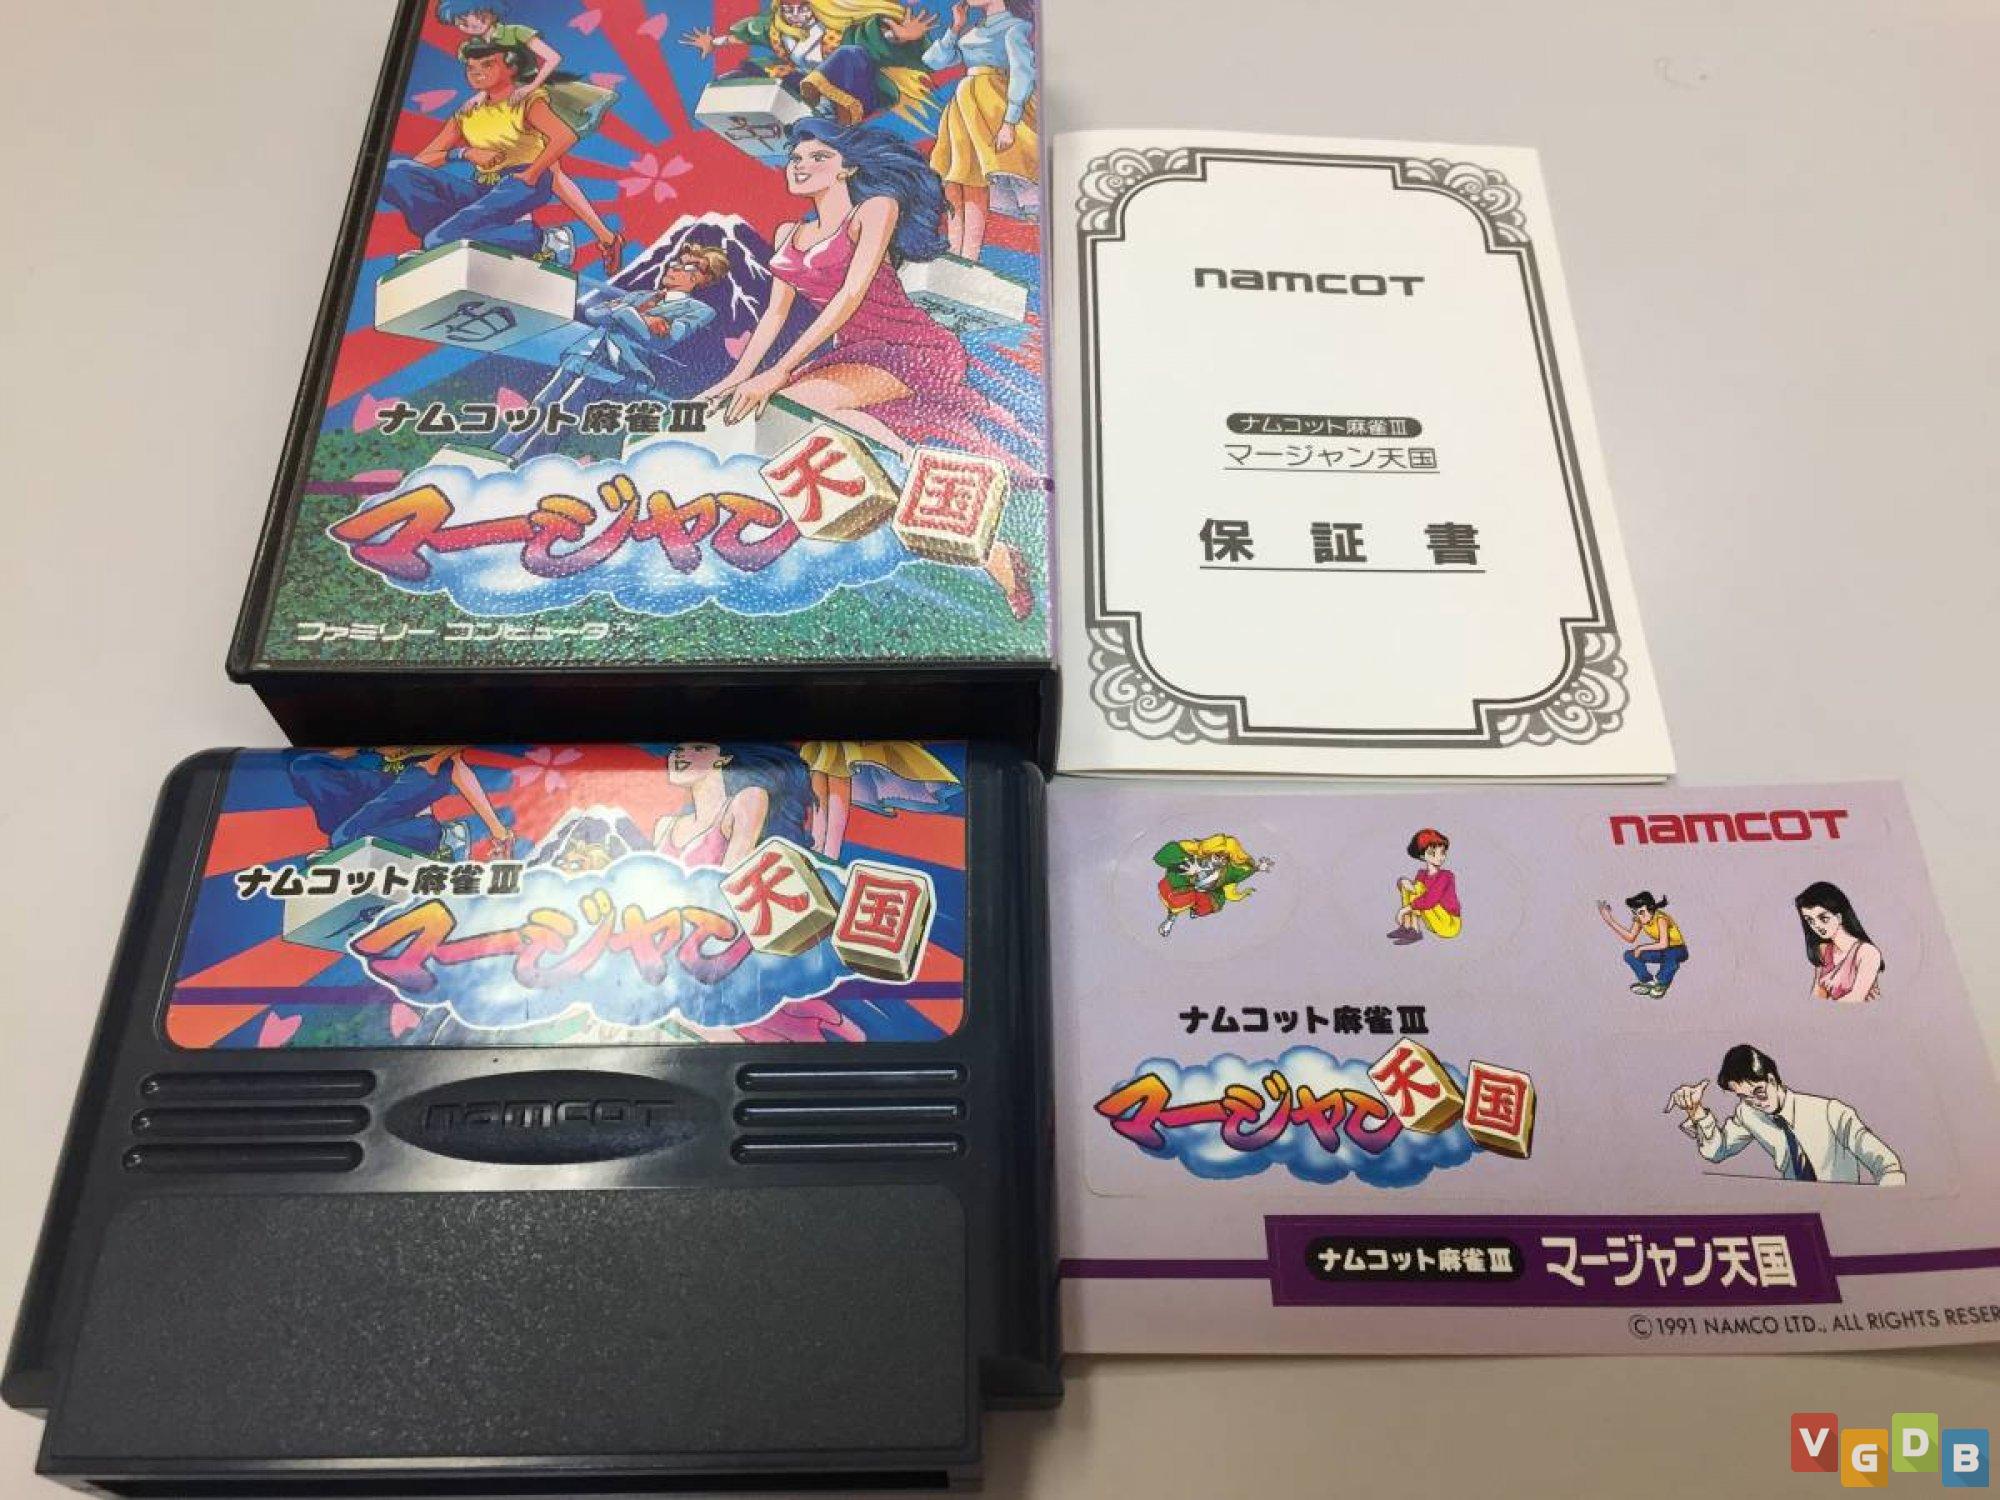 ナムコット麻雀III
マージャン天国
ファミリーコンピュータ
namcot
ナムコット麻雀III
マージャン天国
保証書
ナムコット麻雀III
マージャン天国
namcot
namcot
ナムコット麻雀III
マージャン天国
ナムコット麻雀III マージャン天国
©1991 NAMCO LTD., ALL RIGHTS RESER
VGDB